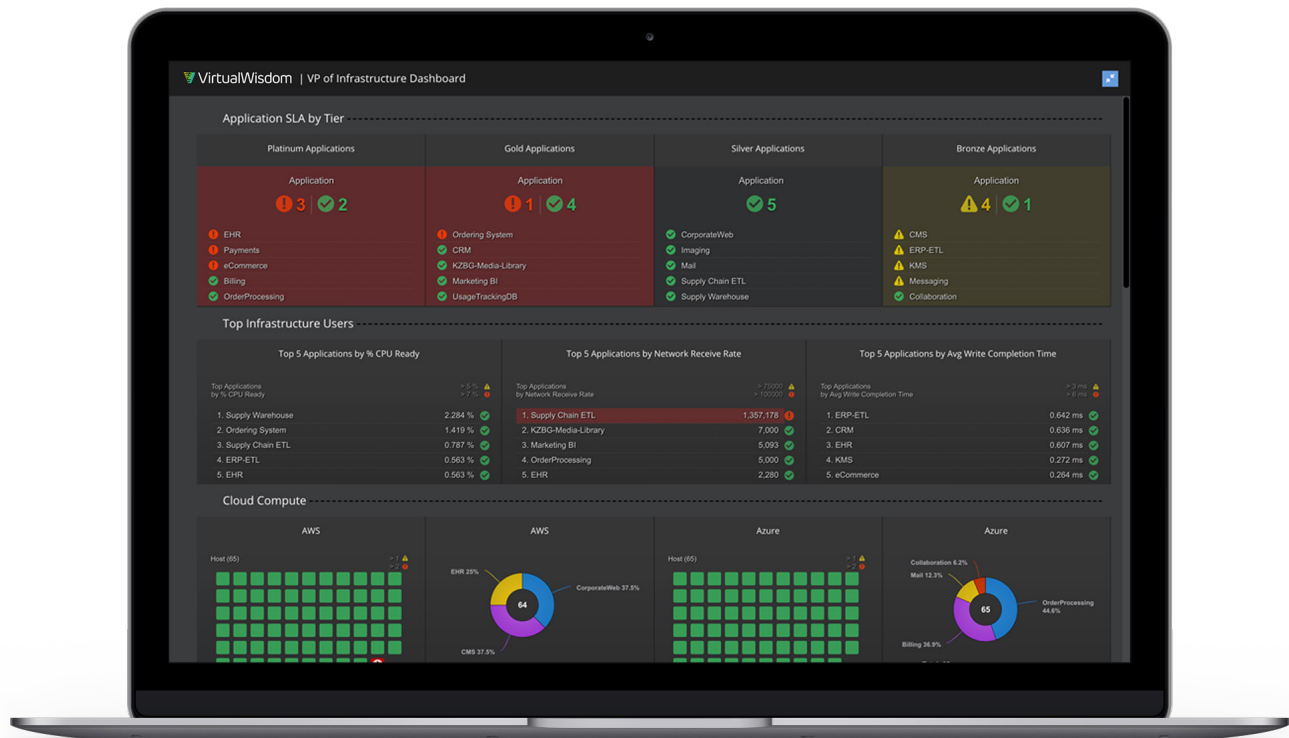 VirtualWisdom | VP of Infrastructure Dashboard
Application SLA by Tier
Platinum Applications
Gold Applications
Silver Applications
Bronze Applications
Application
3 2
Application
1 4
Application
5
Application
4 1
EHR
Payments
eCommerce
Billing
OrderProcessing
Ordering System
CRM
KZBG-Media-Library
Marketing BI
UsageTrackingDB
CorporateWeb
Imaging
Mail
Supply Chain ETL
Supply Warehouse
CMS
ERP-ETL
KMS
Messaging
Collaboration
Top Infrastructure Users
Top 5 Applications by % CPU Ready
Top Applications
by % CPU Ready
> 5 %
> 7 %
1. Supply Warehouse 2.284 %
2. Ordering System 1.419 %
3. Supply Chain ETL 0.787 %
4. ERP-ETL 0.563 %
5. EHR 0.563 %
Top 5 Applications by Network Receive Rate
Top Applications
by Network Receive Rate
> 75000
> 100000
1. Supply Chain ETL 1,357,178
2. KZBG-Media-Library 7,000
3. Marketing BI 5,093
4. OrderProcessing 5,000
5. EHR 2,280
Top 5 Applications by Avg Write Completion Time
Top Applications
by Avg Write Completion Time
> 3 ms
> 6 ms
1. ERP-ETL 0.642 ms
2. CRM 0.636 ms
3. EHR 0.607 ms
4. KMS 0.272 ms
5. eCommerce 0.264 ms
Cloud Compute
AWS
Host (65)
> 1
> 2
AWS
EHR 25%
CorporateWeb 37.5%
64
CMS 37.5%
Azure
Host (65)
> 1
> 2
Azure
Collaboration 6.2%
Mail 12.3%
OrderProcessing
44.6%
65
Billing 36.9%